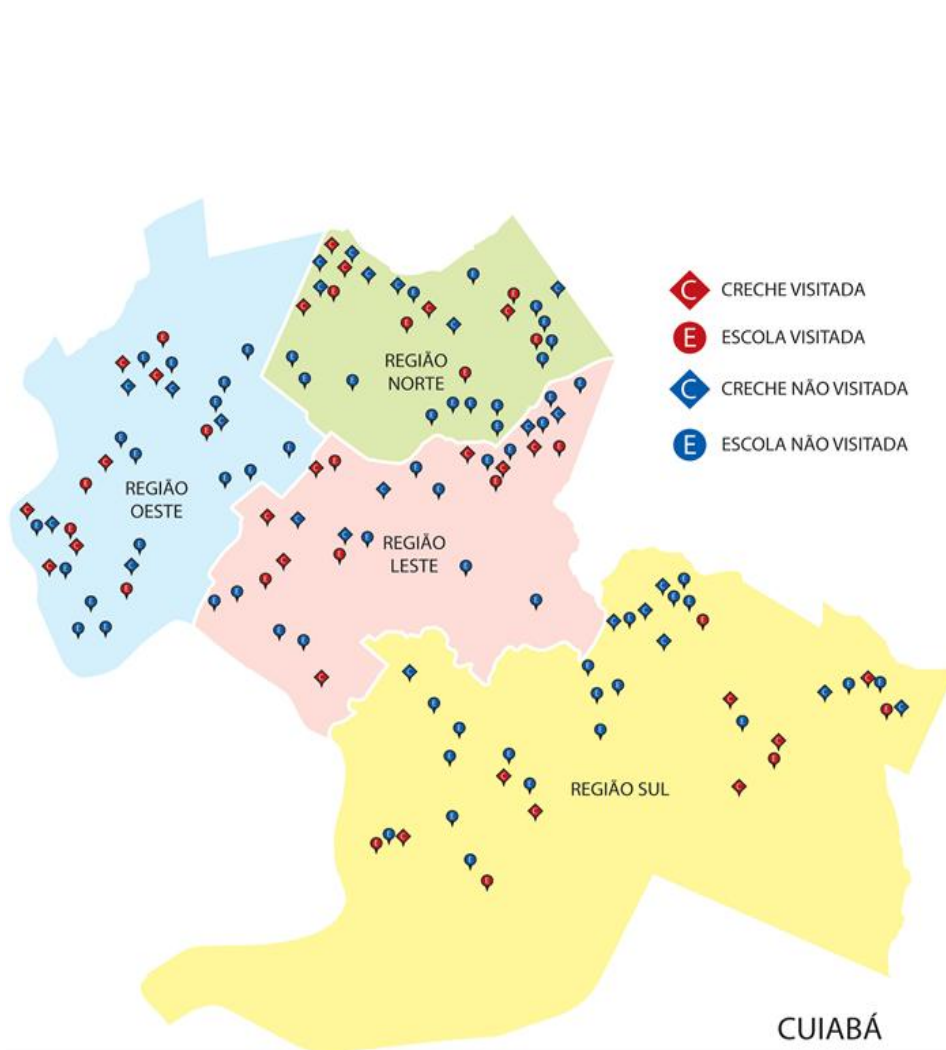 C CRECHE VISITADA
E ESCOLA VISITADA
C CRECHE NÃO VISITADA
E ESCOLA NÃO VISITADA
REGIÃO
NORTE
REGIÃO
OESTE
REGIÃO
LESTE
REGIÃO SUL
CUIABÁ